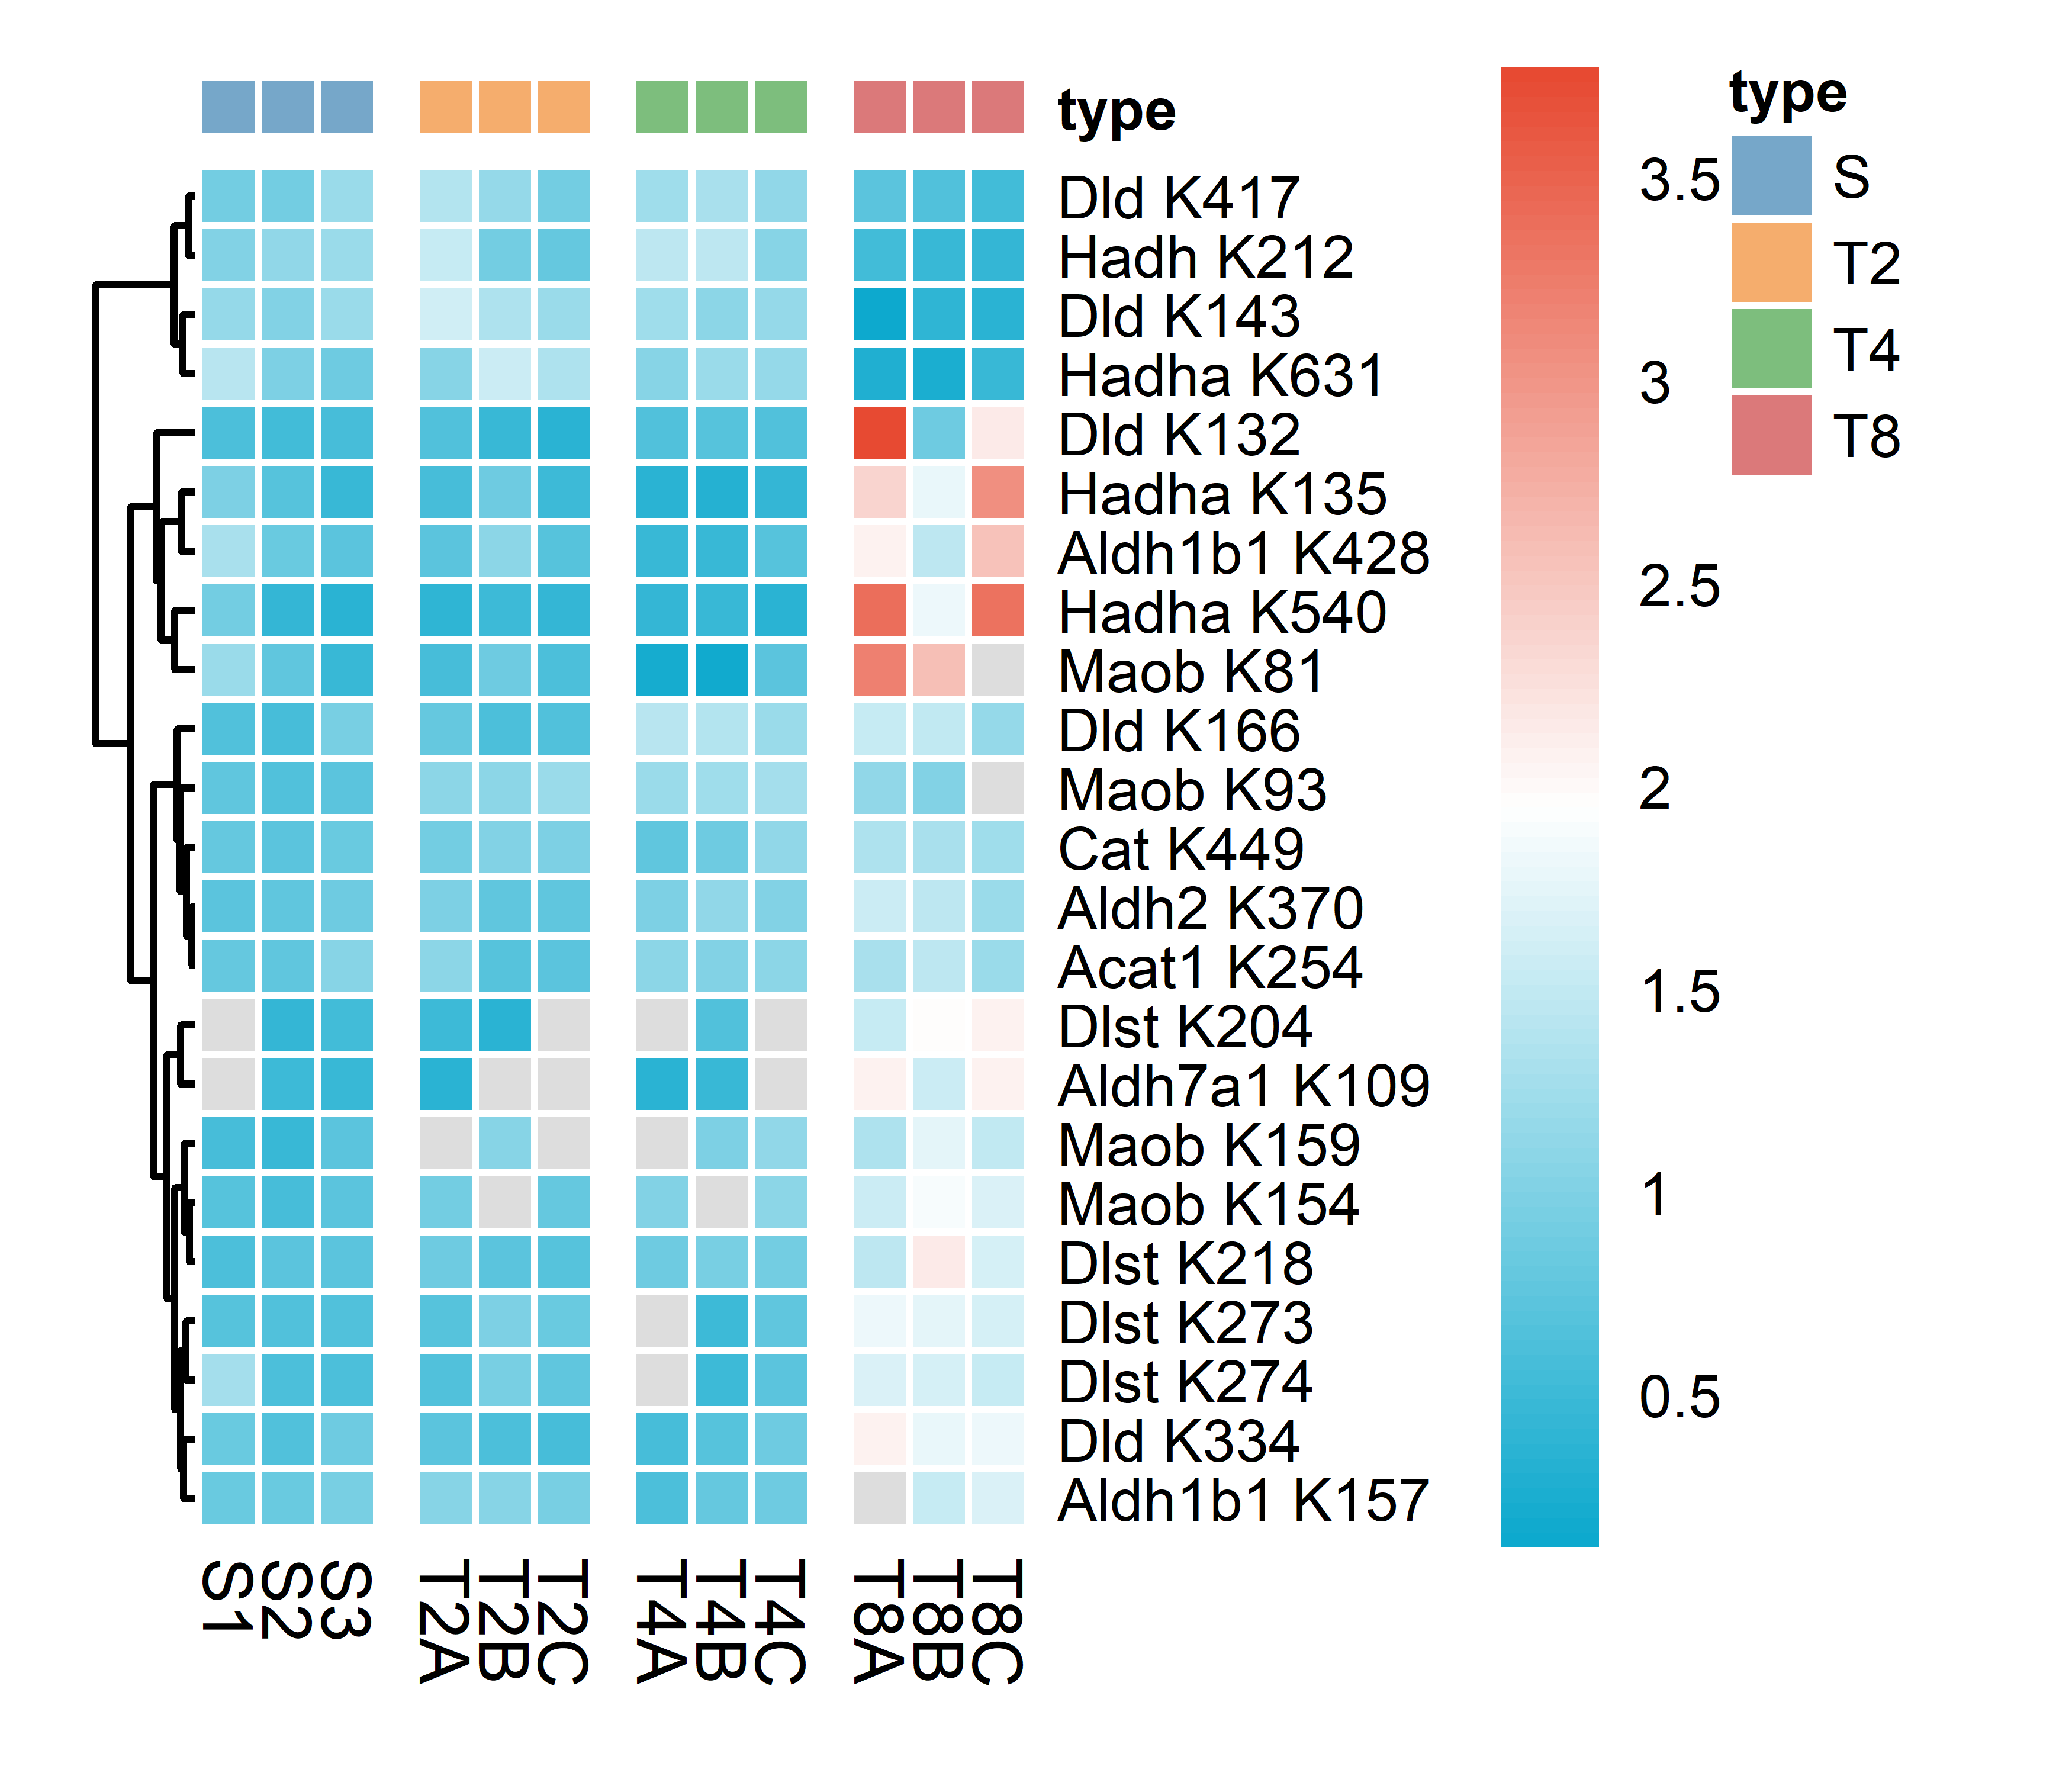 type
Dld K417
Hadh K212
Dld K143
Hadha K631
Dld K132
Hadha K135
Aldh1b1 K428
Hadha K540
Maob K81
Dld K166
Maob K93
Cat K449
Aldh2 K370
Acat1 K254
Dlst K204
Aldh7a1 K109
Maob K159
Maob K154
Dlst K218
Dlst K273
Dlst K274
Dld K334
Aldh1b1 K157
S1
S2
S3
T2A
T2B
T2C
T4A
T4B
T4C
T8A
T8B
T8C
3.5
3
2.5
2
1.5
1
0.5
type
S
T2
T4
T8